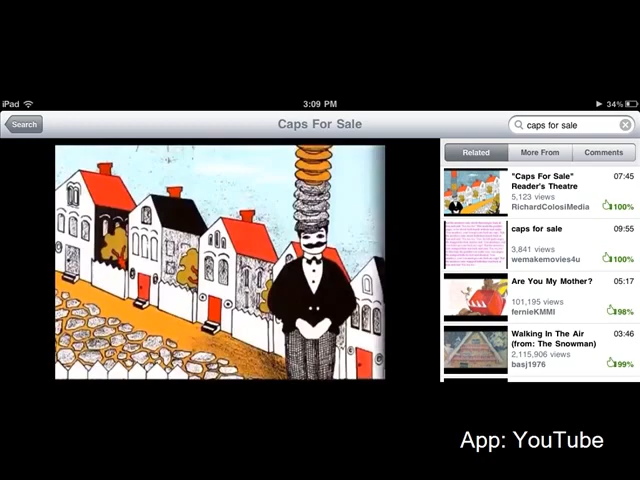 iPad
3:09 PM
34%
Search
Caps For Sale
caps for sale
Related
More From
Comments
"Caps For Sale"
Reader's Theatre
07:45
5,123 views
RichardColosiMedia
100%
caps for sale
09:55
3,841 views
wemakemovies4u
100%
Are You My Mother?
05:17
101,195 views
fernieKMMI
98%
Walking In The Air
(from: The Snowman)
03:46
2,115,906 views
basj1976
99%
App: YouTube